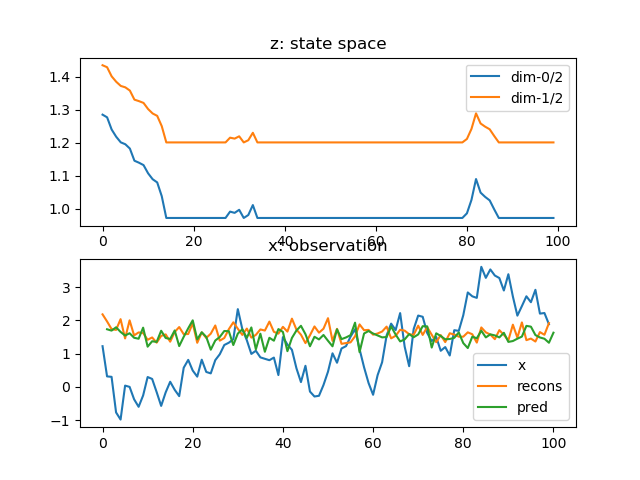 z: state space
1.4
1.3
1.2
1.1
1.0
dim-0/2
dim-1/2
0 20 40 60 80 100
x: observation
3
2
1
0
−1
x
recons
pred
0 20 40 60 80 100